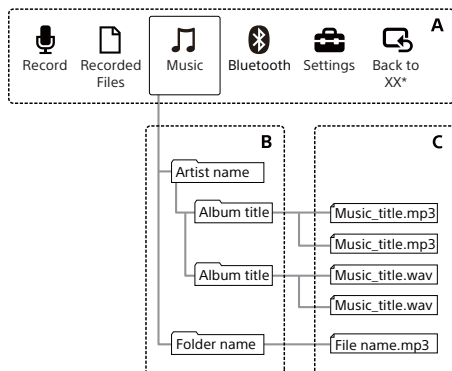 A
Record
Recorded
Files
Music
Bluetooth
Settings
Back to
XX*
B
C
Artist name
Album title
Music_title.mp3
Music_title.mp3
Album title
Music_title.wav
Music_title.wav
Folder name
File name.mp3